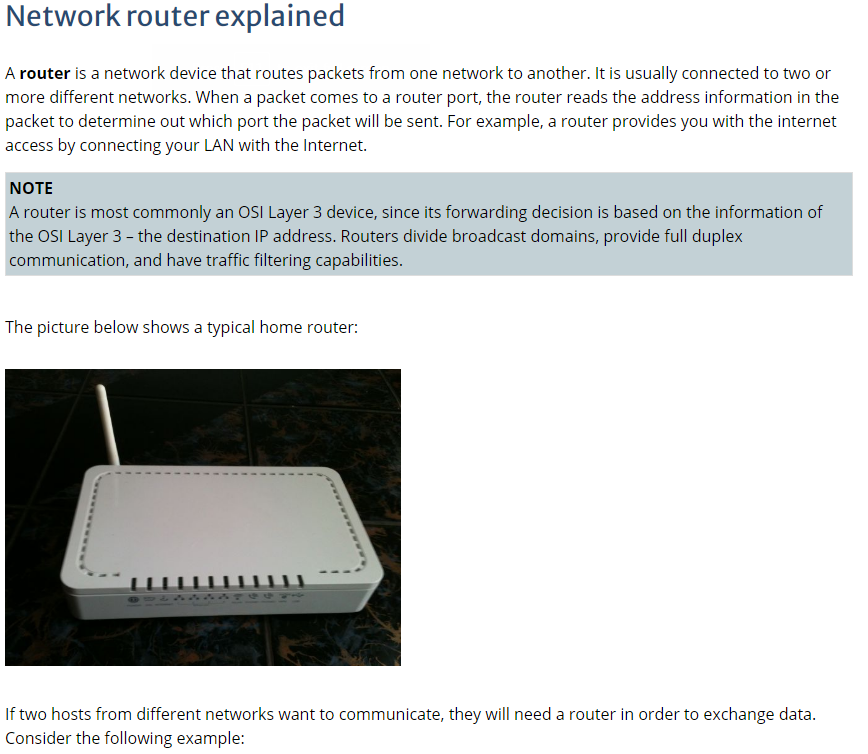 Network router explained
A router is a network device that routes packets from one network to another. It is usually connected to two or
more different networks. When a packet comes to a router port, the router reads the address information in the
packet to determine out which port the packet will be sent. For example, a router provides you with the internet
access by connecting your LAN with the Internet.
NOTE
A router is most commonly an OSI Layer 3 device, since its forwarding decision is based on the information of
the OSI Layer 3 – the destination IP address. Routers divide broadcast domains, provide full duplex
communication, and have traffic filtering capabilities.
The picture below shows a typical home router:
If two hosts from different networks want to communicate, they will need a router in order to exchange data.
Consider the following example: